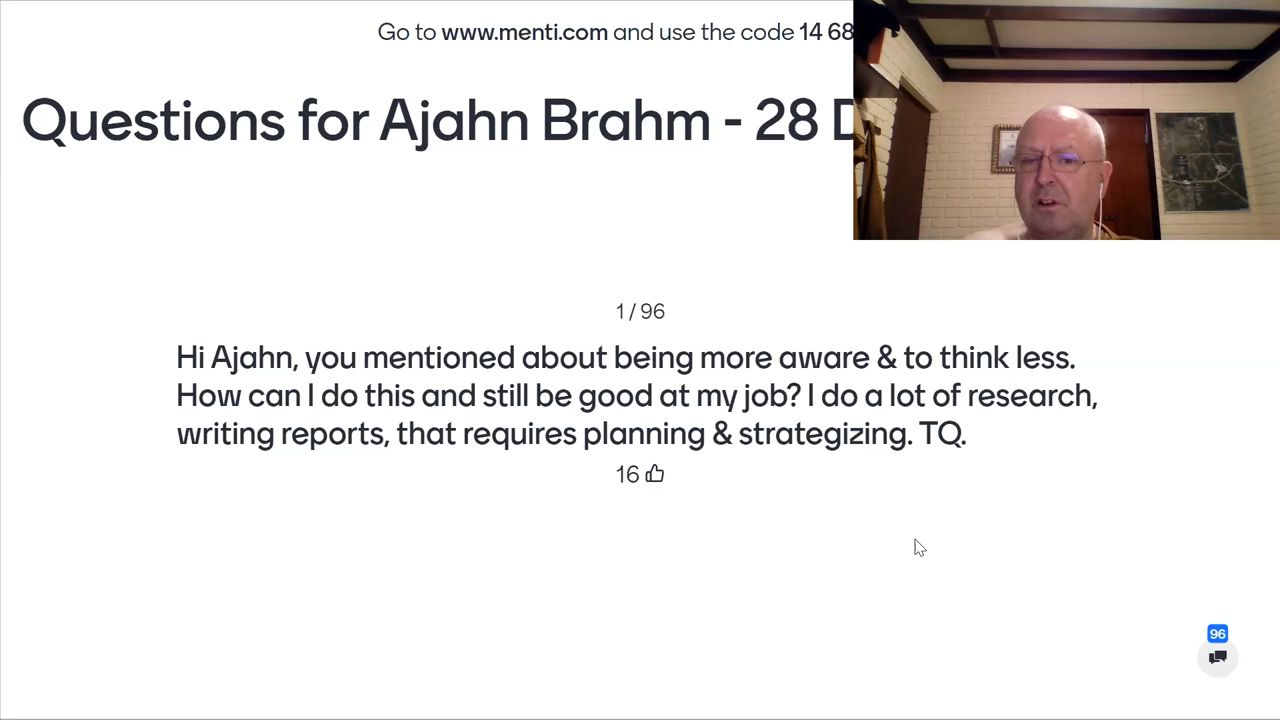 Go to www.menti.com and use the code 14 68
Questions for Ajahn Brahm - 28 D
1 / 96
Hi Ajahn, you mentioned about being more aware & to think less.
How can I do this and still be good at my job? I do a lot of research,
writing reports, that requires planning & strategizing. TQ.
16
96